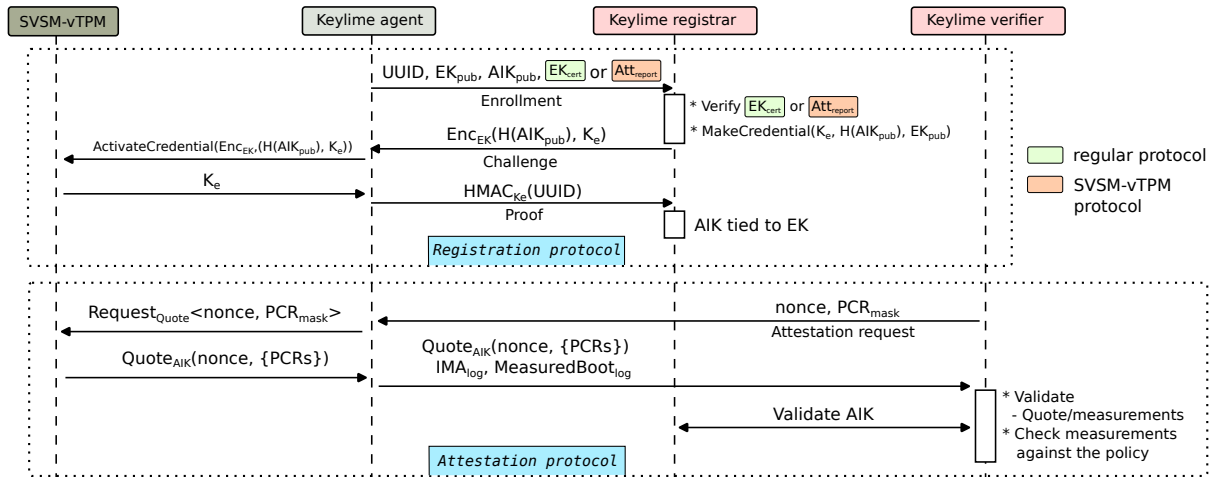 SVSM-vTPM
Keylime agent
Keylime registrar
Keylime verifier
UUID, EKpub, AIKpub, EKcert or Attreport
Enrollment
* Verify EKcert or Attreport
* MakeCredential(Ke, H(AIKpub), EKpub)
EncEK(H(AIKpub), Ke)
Challenge
ActivateCredential(EncEK,(H(AIKpub), Ke))
Ke
HMACKe(UUID)
Proof
AIK tied to EK
Registration protocol
regular protocol
SVSM-vTPM
protocol
nonce, PCRmask
Attestation request
RequestQuote<nonce, PCRmask>
QuoteAIK(nonce, {PCRs})
QuoteAIK(nonce, {PCRs})
IMAlog, MeasuredBootlog
Validate AIK
* Validate
- Quote/measurements
* Check measurements
against the policy
Attestation protocol